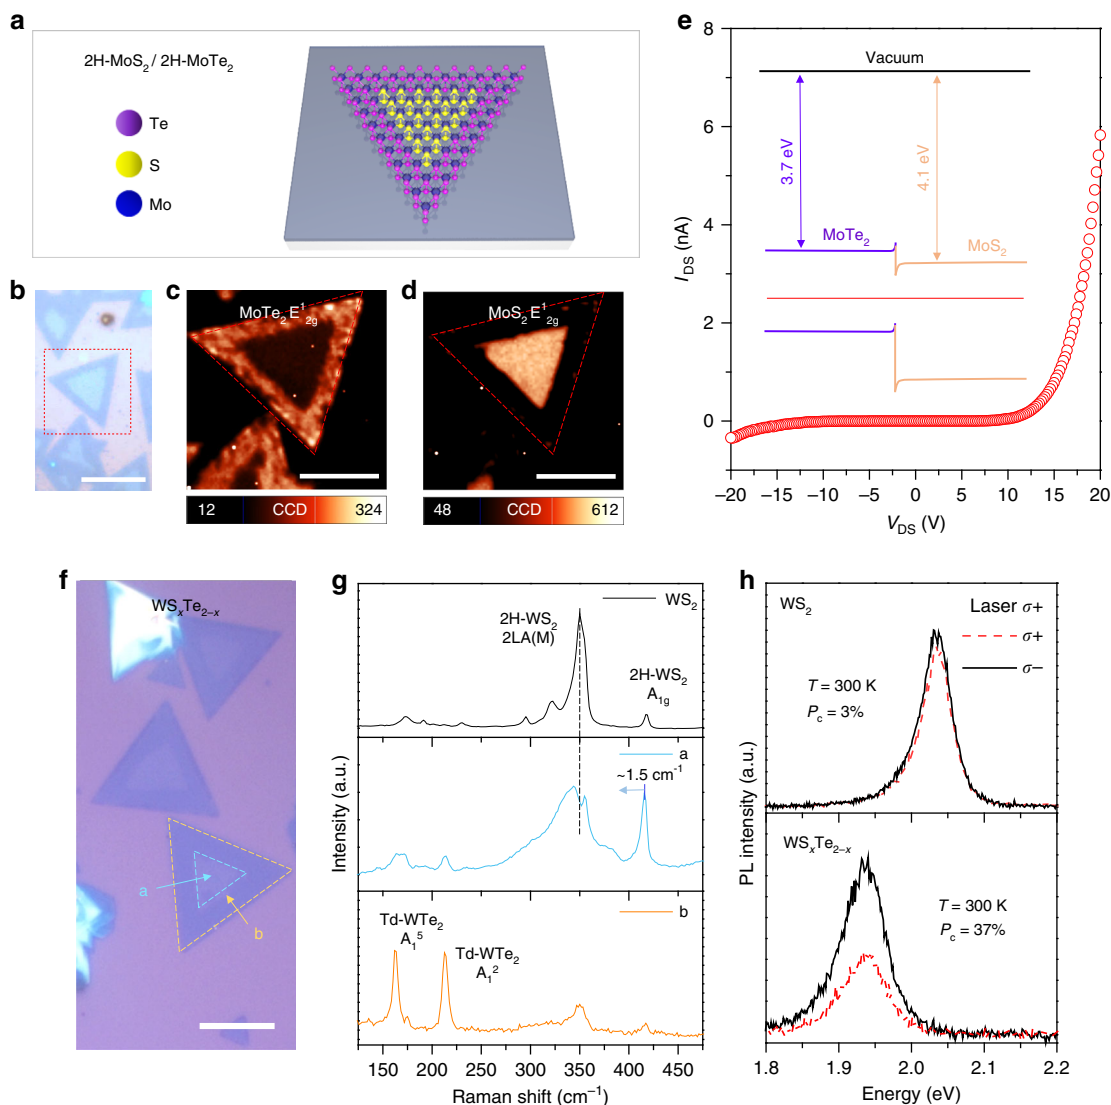 a
2H-MoS₂ / 2H-MoTe₂
Te
S
Mo
b
c
MoTe₂ E¹₂g
12 CCD 324
d
MoS₂ E¹₂g
48 CCD 612
e
8
6
4
2
0
I_DS (nA)
Vacuum
3.7 eV
4.1 eV
MoTe₂
MoS₂
−20 −15 −10 −5 0 5 10 15 20
V_DS (V)
f
WSₓTe₂₋ₓ
a
b
g
WS₂
2H-WS₂
2LA(M)
2H-WS₂
A₁g
a
~1.5 cm⁻¹
b
Td-WTe₂
A₁⁵
Td-WTe₂
A₁²
Intensity (a.u.)
150 200 250 300 350 400 450
Raman shift (cm⁻¹)
h
WS₂
Laser σ+
σ+
σ−
T = 300 K
P_c = 3%
WSₓTe₂₋ₓ
T = 300 K
P_c = 37%
PL intensity (a.u.)
1.8 1.9 2.0 2.1 2.2
Energy (eV)